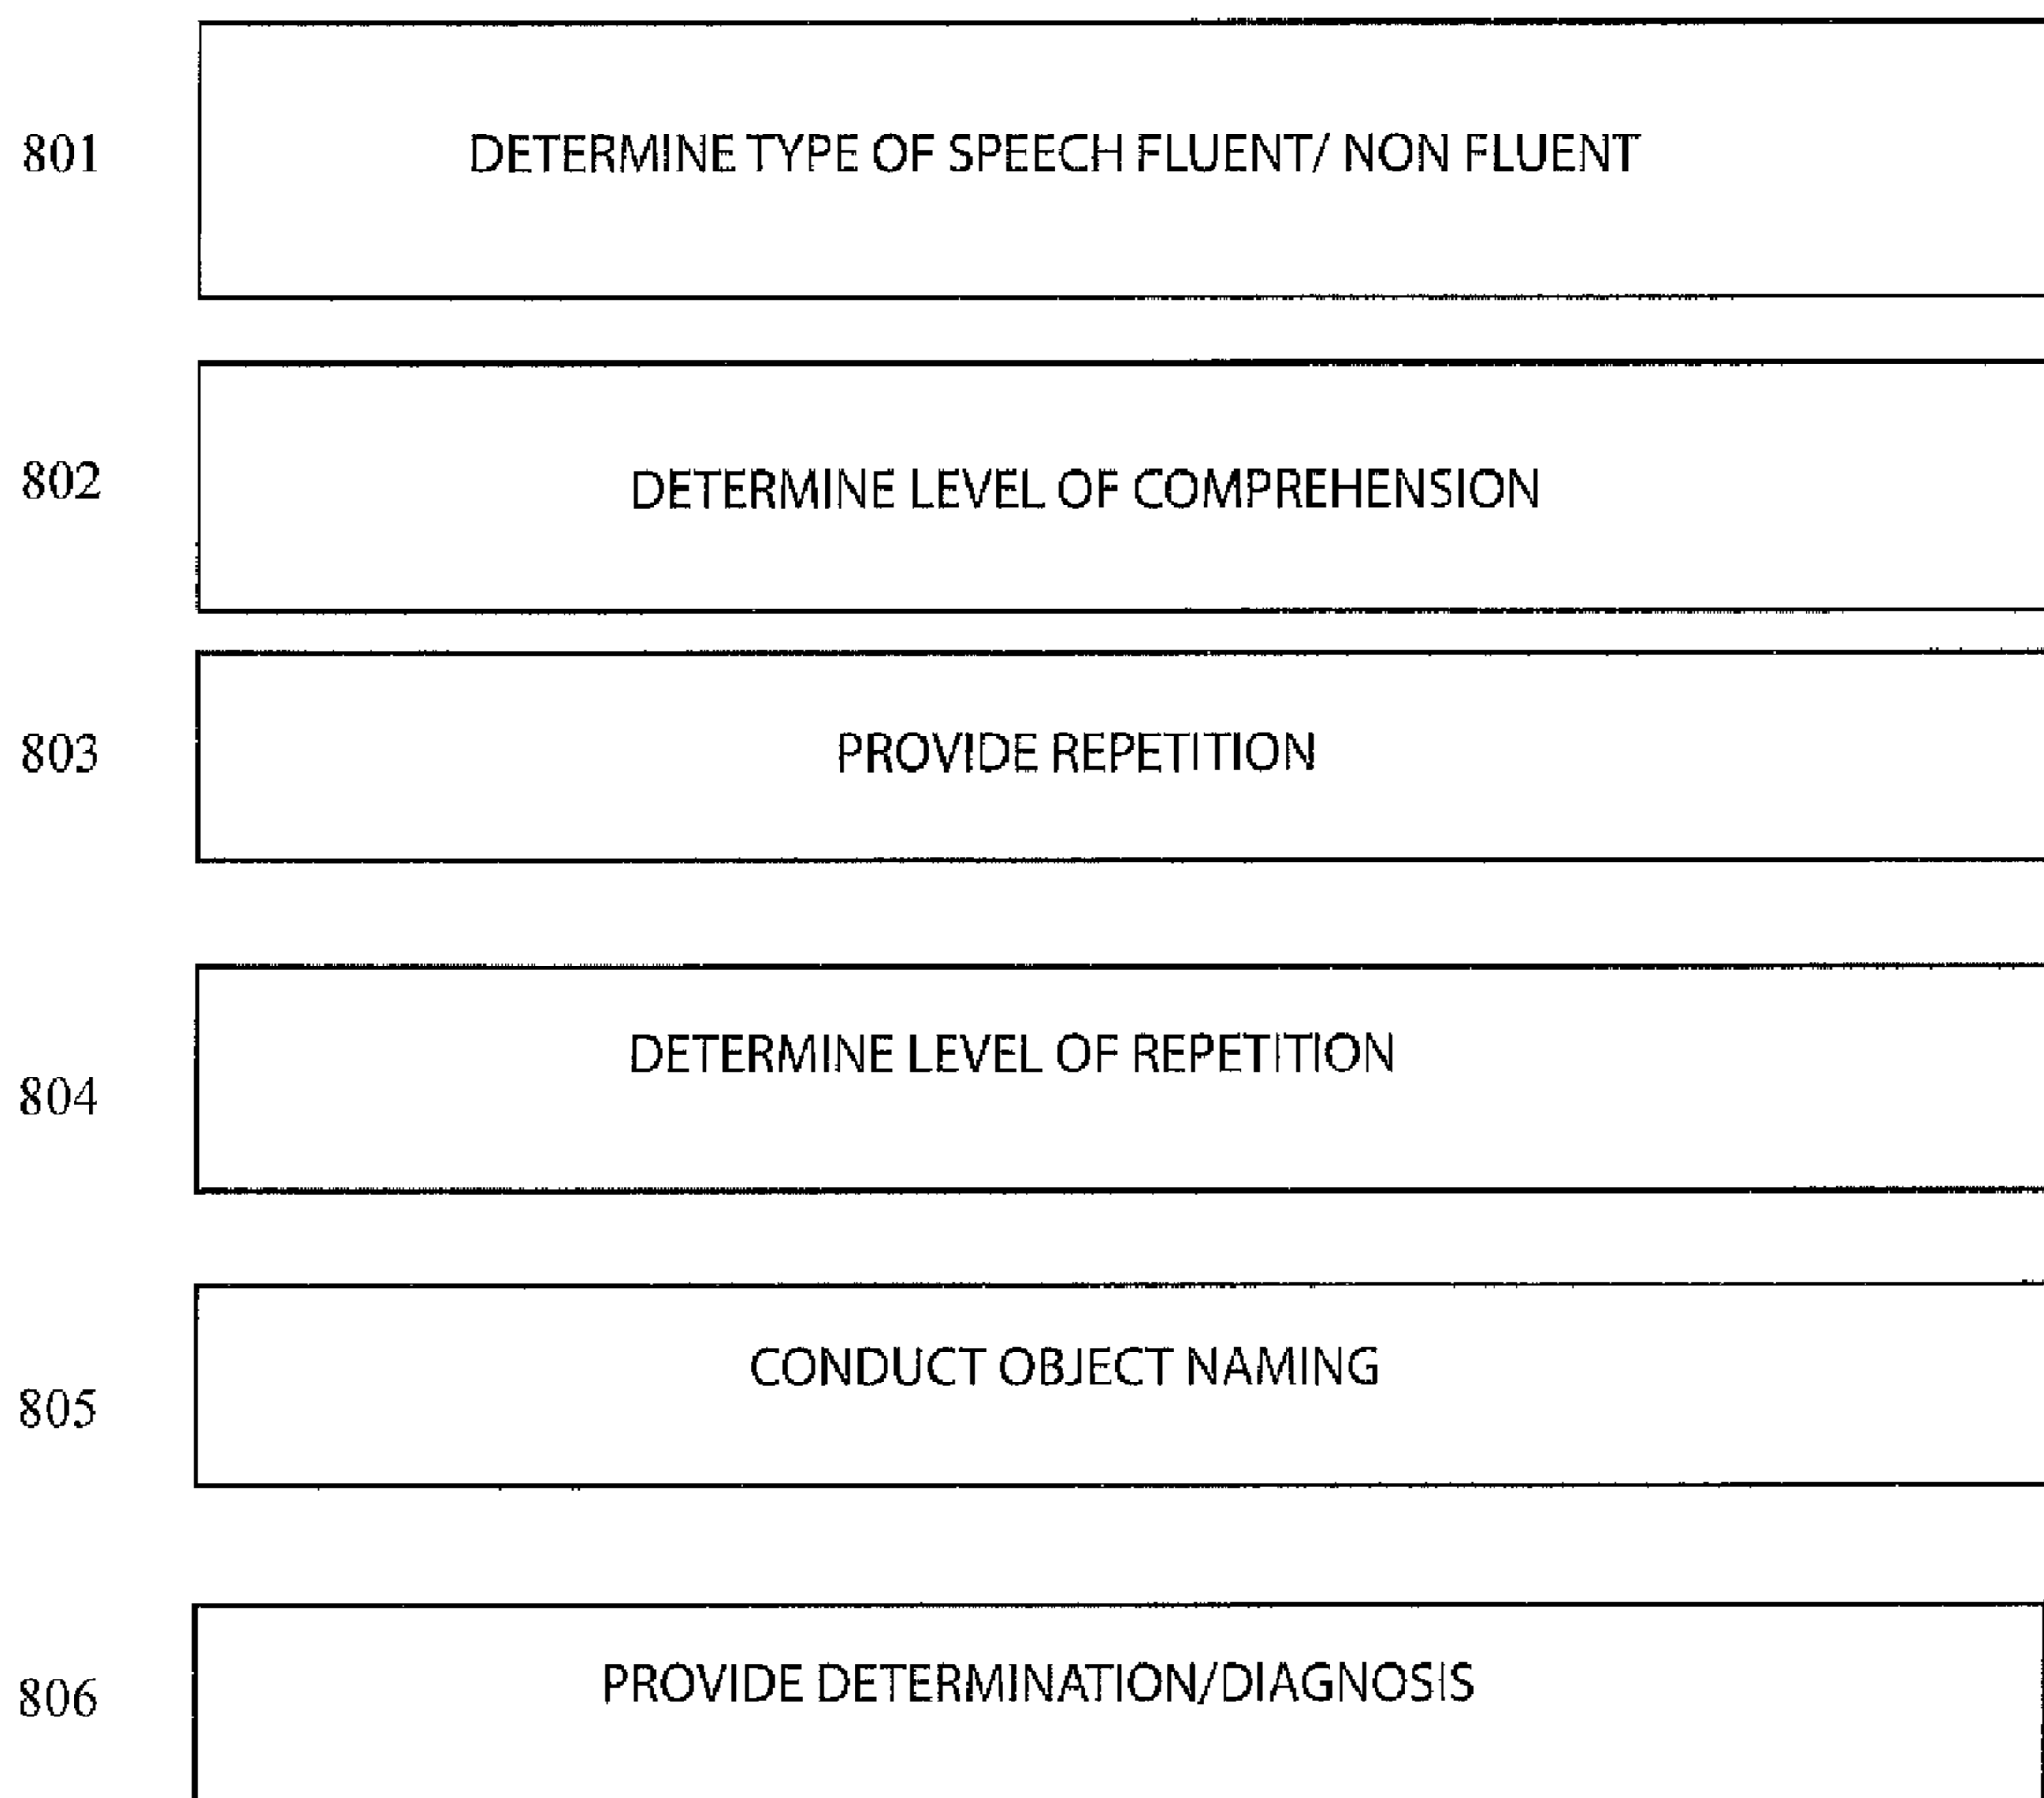 801 DETERMINE TYPE OF SPEECH FLUENT/ NON FLUENT
802 DETERMINE LEVEL OF COMPREHENSION
803 PROVIDE REPETITION
804 DETERMINE LEVEL OF REPETITION
805 CONDUCT OBJECT NAMING
806 PROVIDE DETERMINATION/DIAGNOSIS